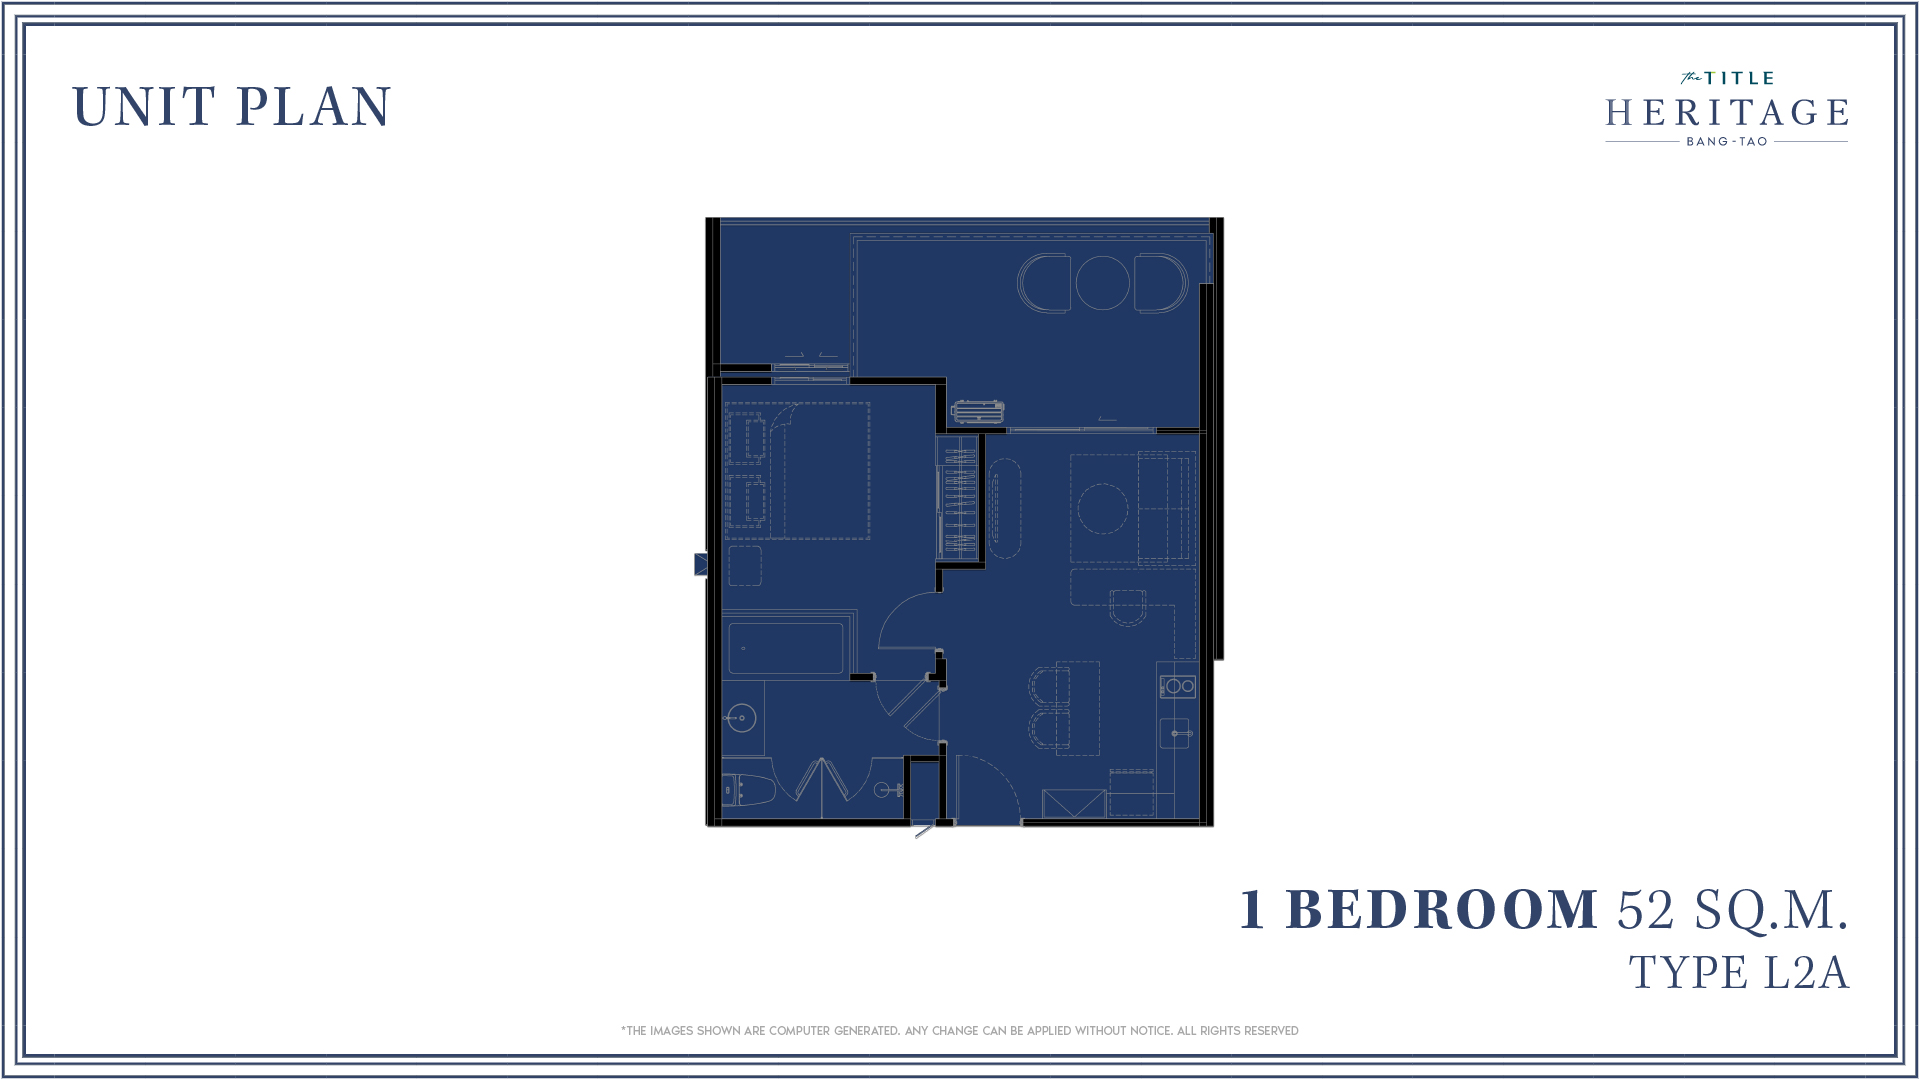 UNIT PLAN
the TITLE
HERITAGE
BANG-TAO
1 BEDROOM 52 SQ.M.
TYPE L2A
*THE IMAGES SHOWN ARE COMPUTER GENERATED. ANY CHANGE CAN BE APPLIED WITHOUT NOTICE. ALL RIGHTS RESERVED